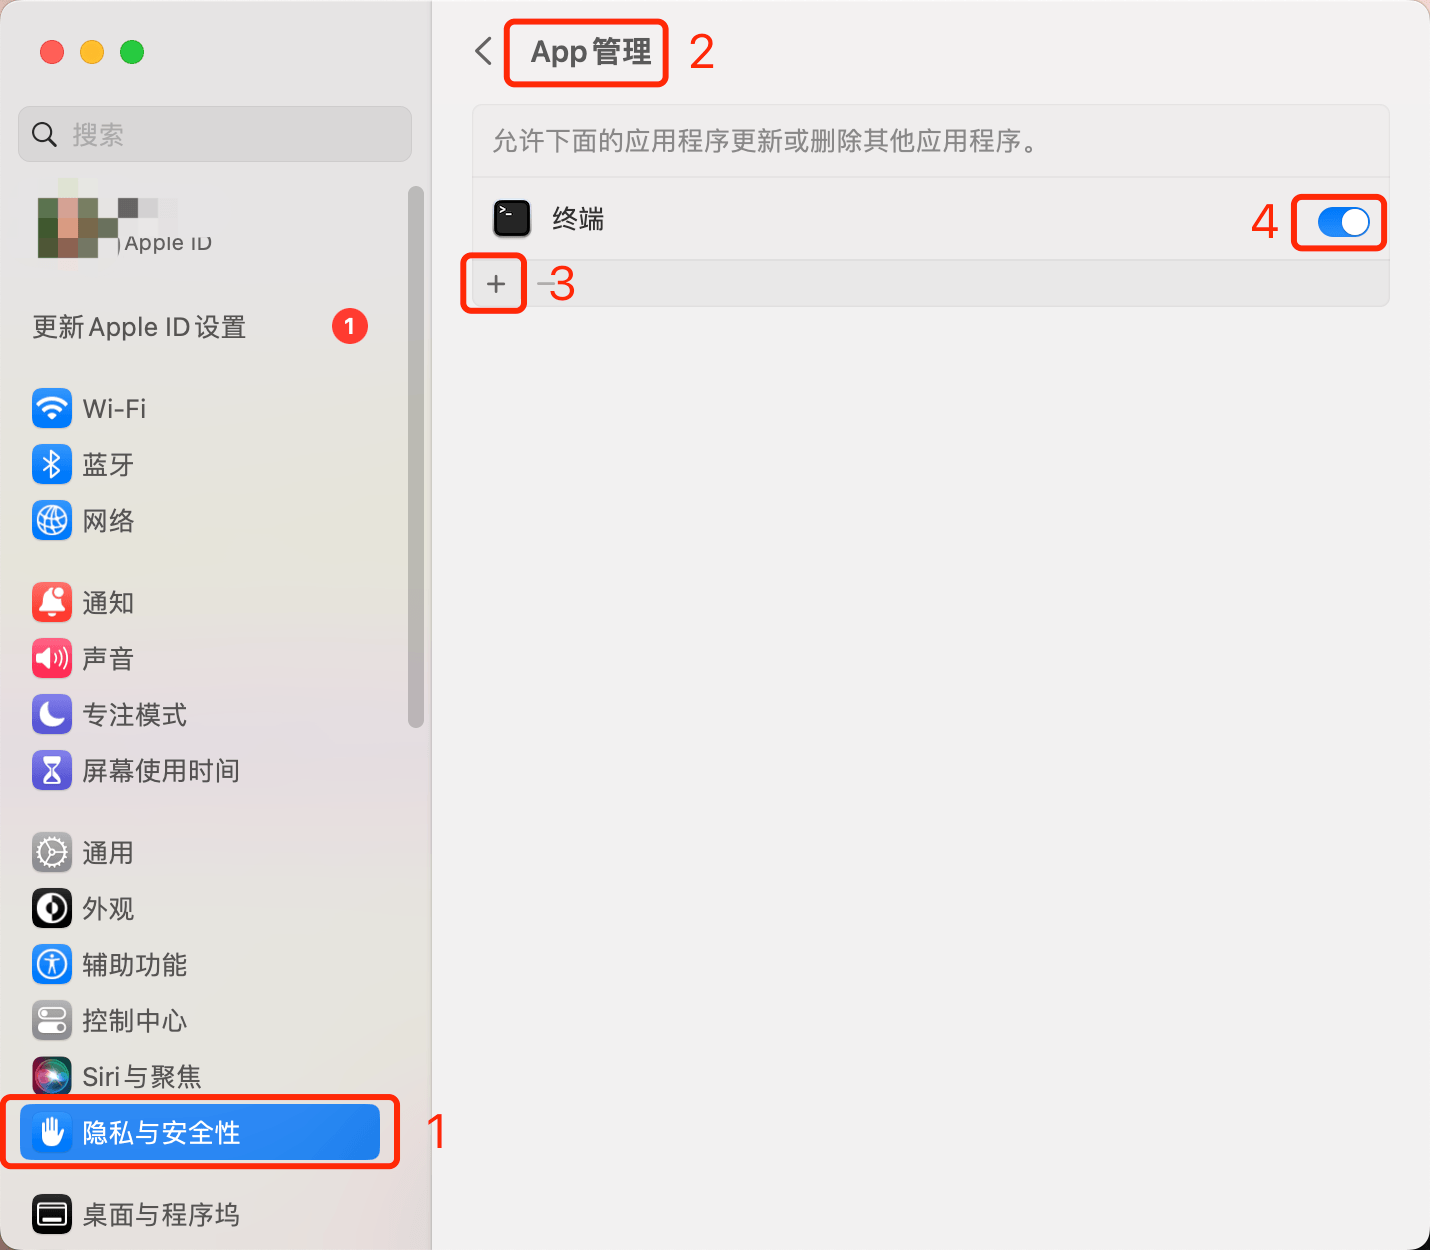 App管理
2
搜索
允许下面的应用程序更新或删除其他应用程序。
终端
4
3
Apple ID
更新Apple ID设置
1
Wi-Fi
蓝牙
网络
通知
声音
专注模式
屏幕使用时间
通用
外观
辅助功能
控制中心
Siri与聚焦
隐私与安全性
1
桌面与程序坞